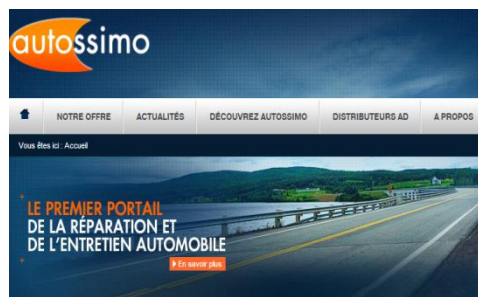 autossimo
NOTRE OFFRE ACTUALITÉS DÉCOUVREZ AUTOSSIMO DISTRIBUTEURS AD A PROPOS
Vous êtes ici : Accueil
LE PREMIER PORTAIL
DE LA RÉPARATION ET
DE L'ENTRETIEN AUTOMOBILE
En savoir plus